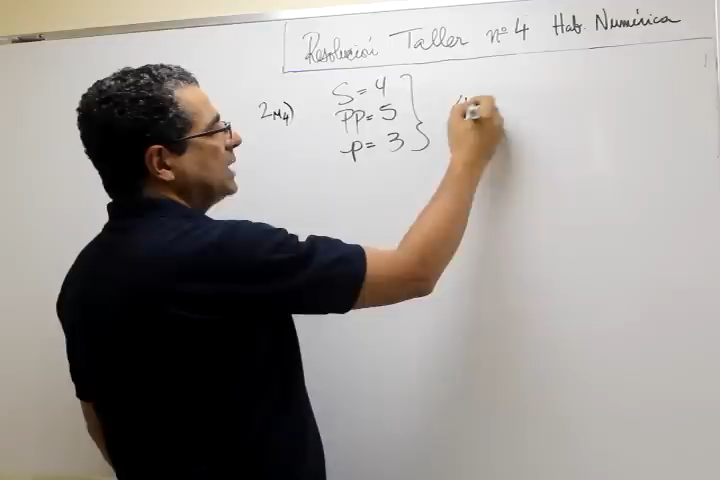 Resolución Taller nº 4 Hab. Numérica
2M4) S = 4
PP = 5
p = 3